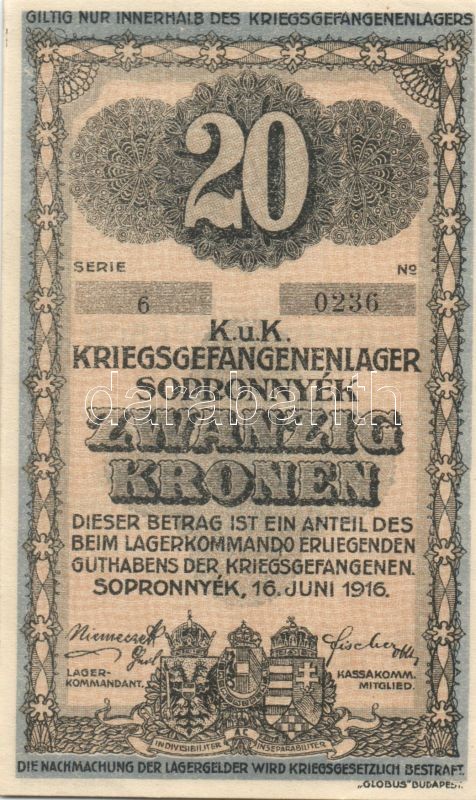 GILTIG NUR INNERHALB DES KRIEGSGEFANGENENLAGERS
20
SERIE No
6 0236
K.u.K.
KRIEGSGEFANGENENLAGER
SOPRONNYÉK
ZWANZIG
KRONEN
DIESER BETRAG IST EIN ANTEIL DES
BEIM LAGERKOMMANDO ERLIEGENDEN
GUTHABENS DER KRIEGSGEFANGENEN.
SOPRONNYÉK, 16. JUNI 1916.
LAGER-
KOMMANDANT.
KASSAKOMM.
MITGLIED.
INDIVISIBILITER AC INSEPARABILITER
DIE NACHMACHUNG DER LAGERGELDER WIRD KRIEGSGESETZLICH BESTRAFT.
„GLOBUS" BUDAPEST.
darabanth